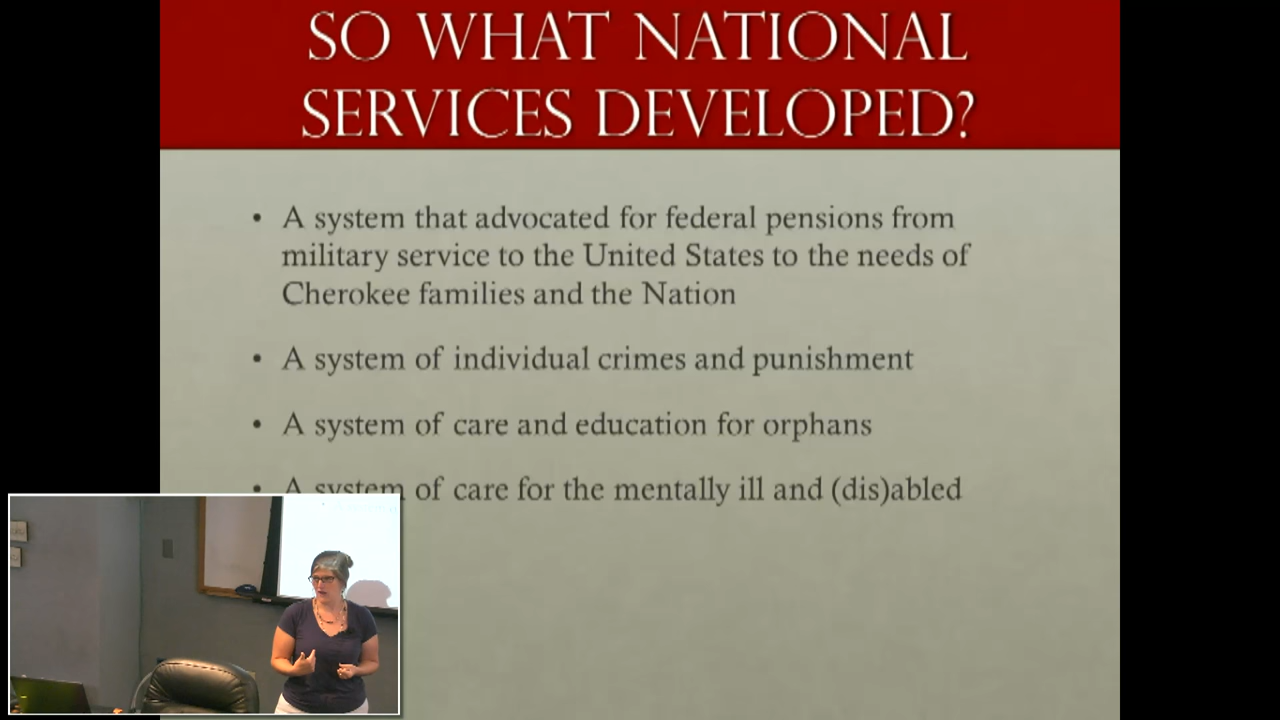 SO WHAT NATIONAL
SERVICES DEVELOPED?
• A system that advocated for federal pensions from
military service to the United States to the needs of
Cherokee families and the Nation
• A system of individual crimes and punishment
• A system of care and education for orphans
• A system of care for the mentally ill and (dis)abled